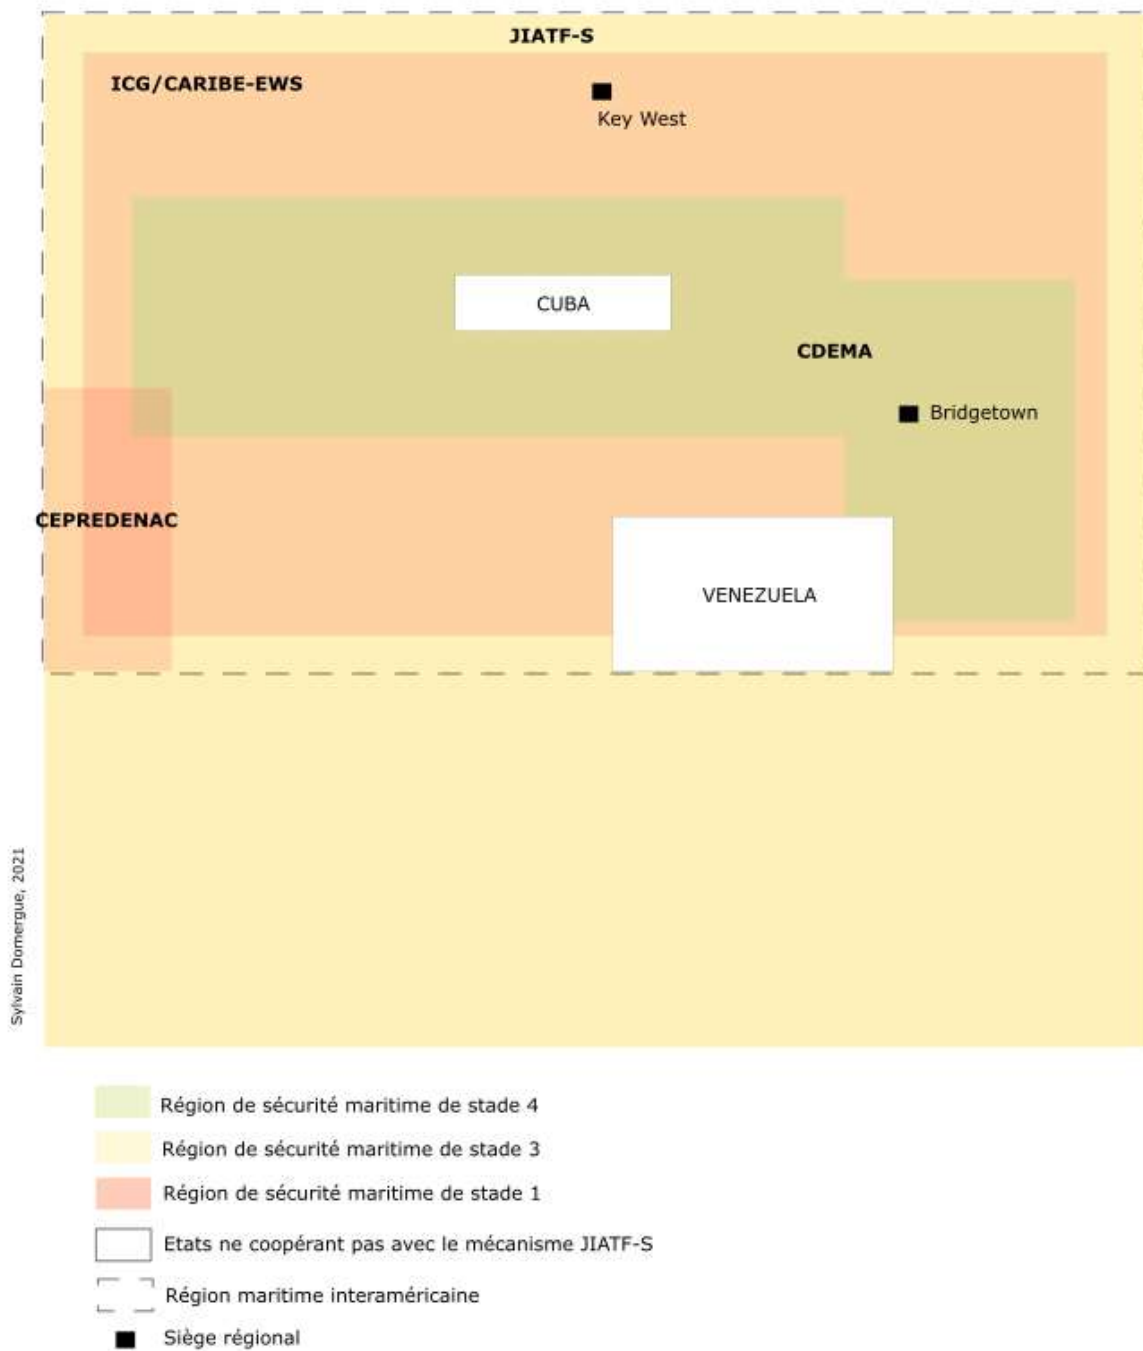 JIATF-S
ICG/CARIBE-EWS
Key West
CUBA
CDEMA
Bridgetown
CEPREDENAC
VENEZUELA
Sylvain Domergue, 2021
Région de sécurité maritime de stade 4
Région de sécurité maritime de stade 3
Région de sécurité maritime de stade 1
Etats ne coopérant pas avec le mécanisme JIATF-S
Région maritime interaméricaine
Siège régional